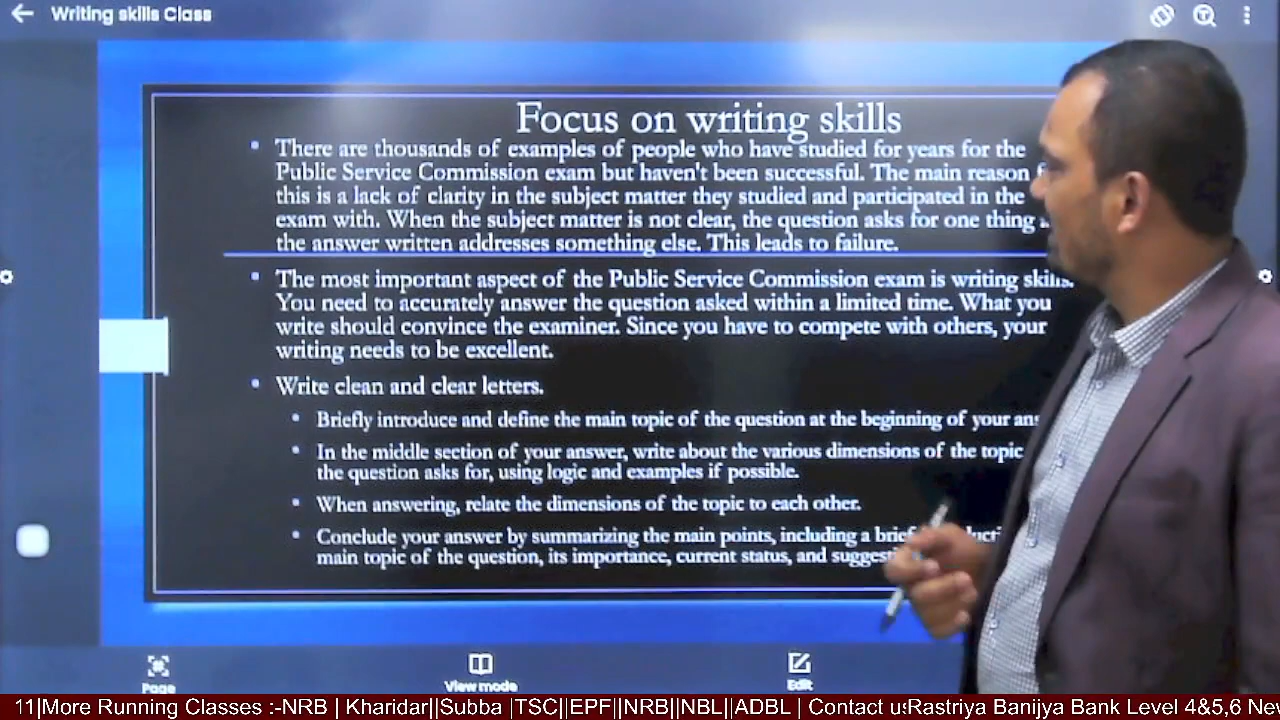 Writing skills Class
Focus on writing skills
There are thousands of examples of people who have studied for years for the
Public Service Commission exam but haven't been successful. The main reason
this is a lack of clarity in the subject matter they studied and participated in the
exam with. When the subject matter is not clear, the question asks for one thing
the answer written addresses something else. This leads to failure.
The most important aspect of the Public Service Commission exam is writing skills.
You need to accurately answer the question asked within a limited time. What you
write should convince the examiner. Since you have to compete with others, your
writing needs to be excellent.
Write clean and clear letters.
Briefly introduce and define the main topic of the question at the beginning of your
In the middle section of your answer, write about the various dimensions of the topic
the question asks for, using logic and examples if possible.
When answering, relate the dimensions of the topic to each other.
Conclude your answer by summarizing the main points, including a brief
main topic of the question, its importance, current status, and
Page
View mode
Edit
11|More Running Classes :-NRB | Kharidar||Subba |TSC||EPF||NRB||NBL||ADBL | Contact us Rastriya Banijya Bank Level 4&5,6 New